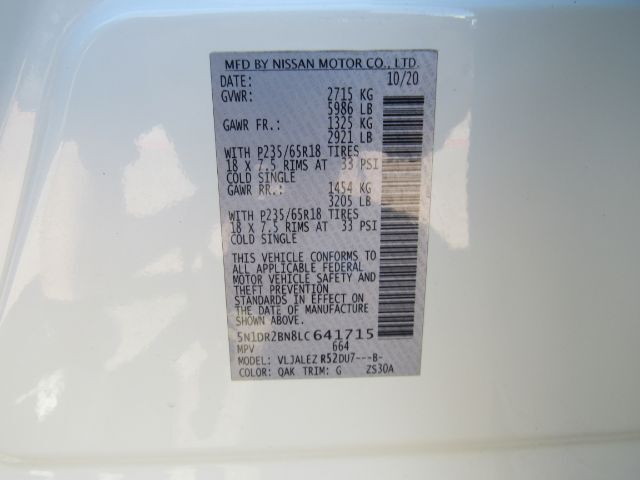 MFD BY NISSAN MOTOR CO., LTD.
DATE: 10/20
GVWR: 2715 KG
5986 LB
GAWR FR.: 1325 KG
2921 LB
WITH P235/65R18 TIRES
18 X 7.5 RIMS AT 33 PSI
COLD SINGLE
GAWR RR.: 1454 KG
3205 LB
WITH P235/65R18 TIRES
18 X 7.5 RIMS AT 33 PSI
COLD SINGLE
THIS VEHICLE CONFORMS TO
ALL APPLICABLE FEDERAL
MOTOR VEHICLE SAFETY AND
THEFT PREVENTION
STANDARDS IN EFFECT ON
THE DATE OF MANUFACTURE
SHOWN ABOVE.
5N1DR2BN8LC641715
MPV 664
MODEL: VLJALEZ R52DU7---B-
COLOR: QAK TRIM: G ZS30A